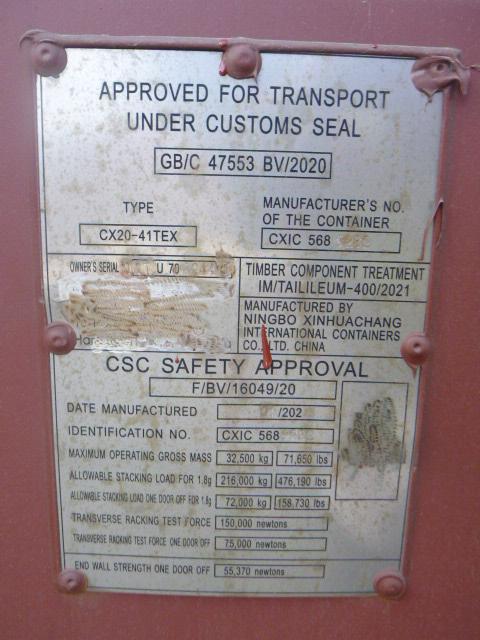 APPROVED FOR TRANSPORT
UNDER CUSTOMS SEAL
GB/C 47553 BV/2020
TYPE
CX20-41TEX
MANUFACTURER'S NO.
OF THE CONTAINER
CXIC 568
OWNER'S SERIAL
U 70
TIMBER COMPONENT TREATMENT
IM/TAILILEUM-400/2021
MANUFACTURED BY
NINGBO XINHUACHANG
INTERNATIONAL CONTAINERS
CO.,LTD. CHINA
CSC SAFETY APPROVAL
F/BV/16049/20
DATE MANUFACTURED /202
IDENTIFICATION NO. CXIC 568
MAXIMUM OPERATING GROSS MASS 32,500 kg 71,650 lbs
ALLOWABLE STACKING LOAD FOR 1.8g 216,000 kg 476,190 lbs
ALLOWABLE STACKING LOAD ONE DOOR OFF FOR 1.8g 72,000 kg 158,730 lbs
TRANSVERSE RACKING TEST FORCE 150,000 newtons
TRANSVERSE RACKING TEST FORCE ONE DOOR OFF 75,000 newtons
END WALL STRENGTH ONE DOOR OFF 55,370 newtons